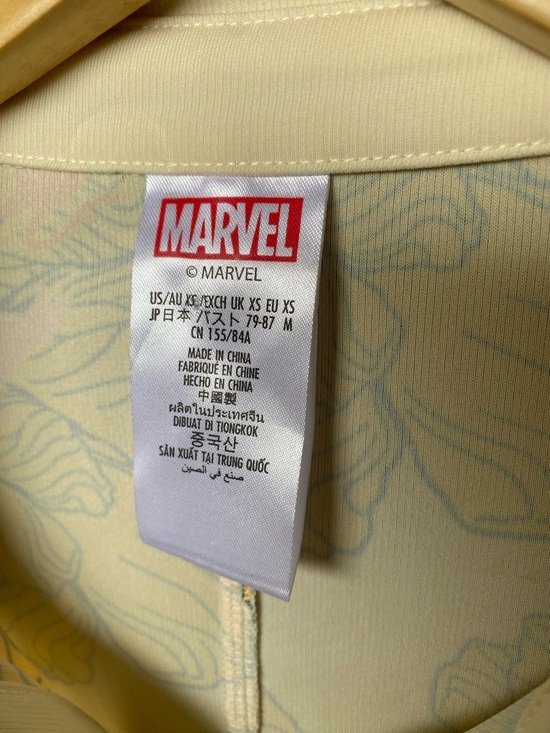 MARVEL
© MARVEL
US/AU XS /EXCH UK XS EU XS
JP 日本 バスト 79-87 M
CN 155/84A
MADE IN CHINA
FABRIQUÉ EN CHINE
HECHO EN CHINA
中國製
ผลิตในประเทศจีน
DIBUAT DI TIONGKOK
중국산
SẢN XUẤT TẠI TRUNG QUỐC
صنع في الصين